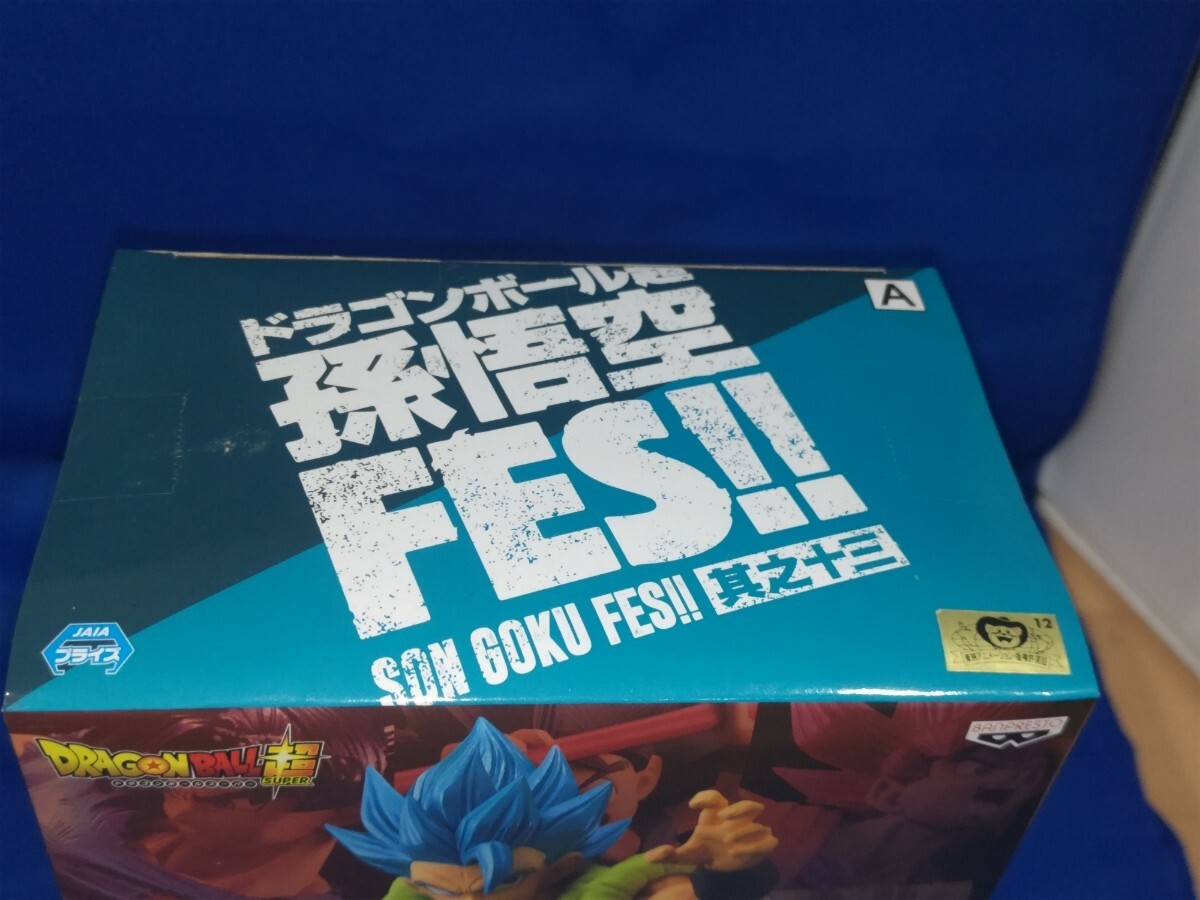 ドラゴンボール超
A
孫悟空
FES!!
SON GOKU FES!! 其之十三
JAIA
プライズ
12
DRAGON BALL 超
SUPER
BANPRESTO